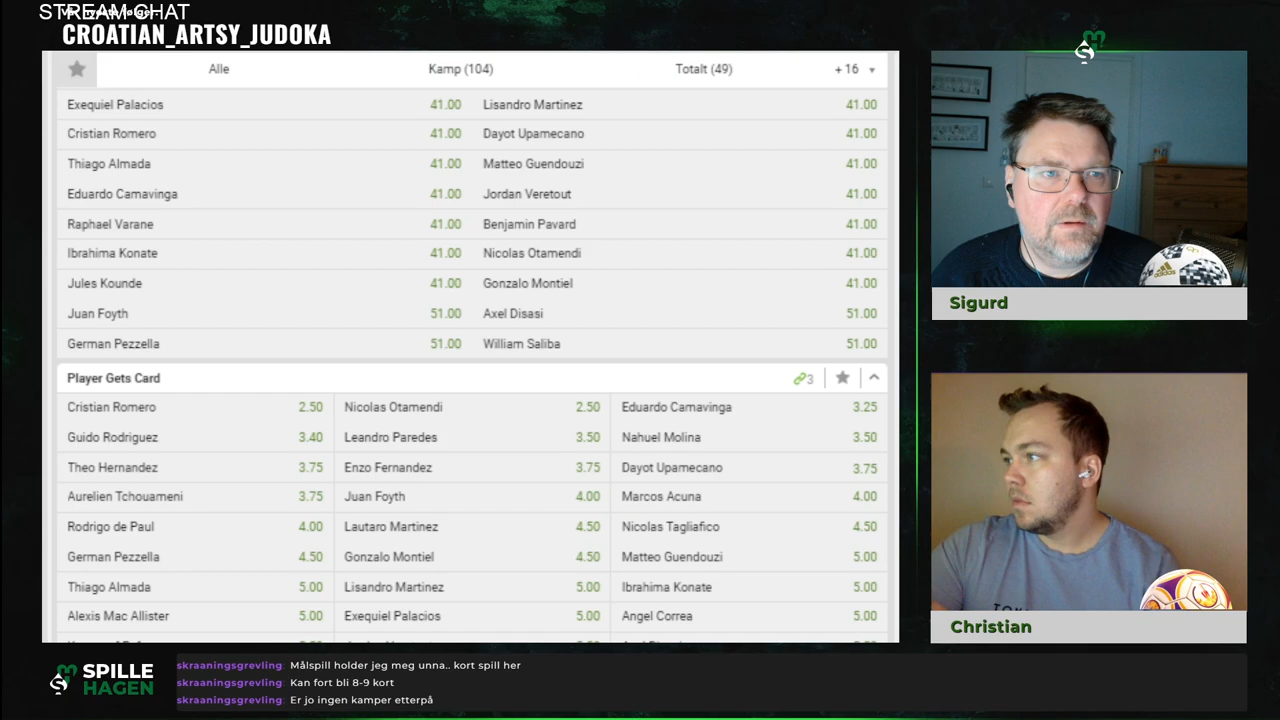 STREAM CHAT
CROATIAN_ARTSY_JUDOKA
Alle Kamp (104) Totalt (49) + 16
Exequiel Palacios 41.00 Lisandro Martinez 41.00
Cristian Romero 41.00 Dayot Upamecano 41.00
Thiago Almada 41.00 Matteo Guendouzi 41.00
Eduardo Camavinga 41.00 Jordan Veretout 41.00
Raphael Varane 41.00 Benjamin Pavard 41.00
Ibrahima Konate 41.00 Nicolas Otamendi 41.00
Jules Kounde 41.00 Gonzalo Montiel 41.00
Juan Foyth 51.00 Axel Disasi 51.00
German Pezzella 51.00 William Saliba 51.00
Player Gets Card 3
Cristian Romero 2.50 Nicolas Otamendi 2.50 Eduardo Camavinga 3.25
Guido Rodriguez 3.40 Leandro Paredes 3.50 Nahuel Molina 3.50
Theo Hernandez 3.75 Enzo Fernandez 3.75 Dayot Upamecano 3.75
Aurelien Tchouameni 3.75 Juan Foyth 4.00 Marcos Acuna 4.00
Rodrigo de Paul 4.00 Lautaro Martinez 4.50 Nicolas Tagliafico 4.50
German Pezzella 4.50 Gonzalo Montiel 4.50 Matteo Guendouzi 5.00
Thiago Almada 5.00 Lisandro Martinez 5.00 Ibrahima Konate 5.00
Alexis Mac Allister 5.00 Exequiel Palacios 5.00 Angel Correa 5.00
Sigurd
Christian
SPILLE
HAGEN
skraaningsgrevling: Målspill holder jeg meg unna.. kort spill her
skraaningsgrevling: Kan fort bli 8-9 kort
skraaningsgrevling: Er jo ingen kamper etterpå